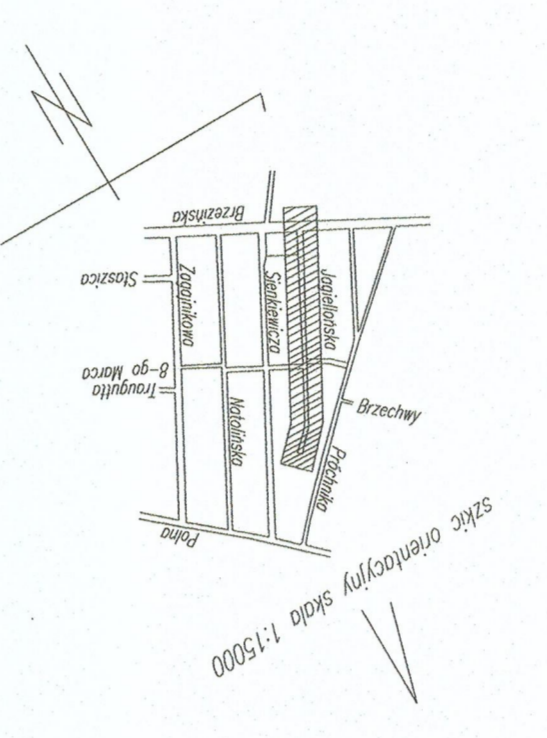 N
Brzezińska
Staszica
Zagajnikowa
Sienkiewicza
Jagiellońska
8-go Marca
Traugutta
Natolińska
Brzechwy
Próchnika
Polna
szkic orientacyjny skala 1:15000